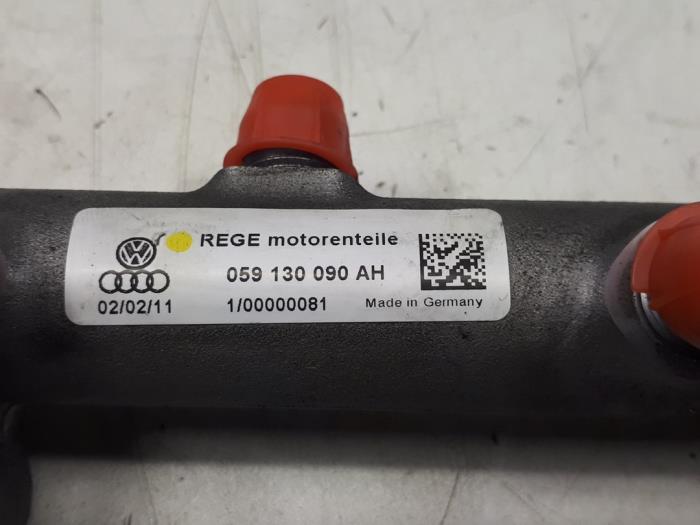 REGE motorenteile
059 130 090 AH
02/02/11 1/00000081 Made in Germany